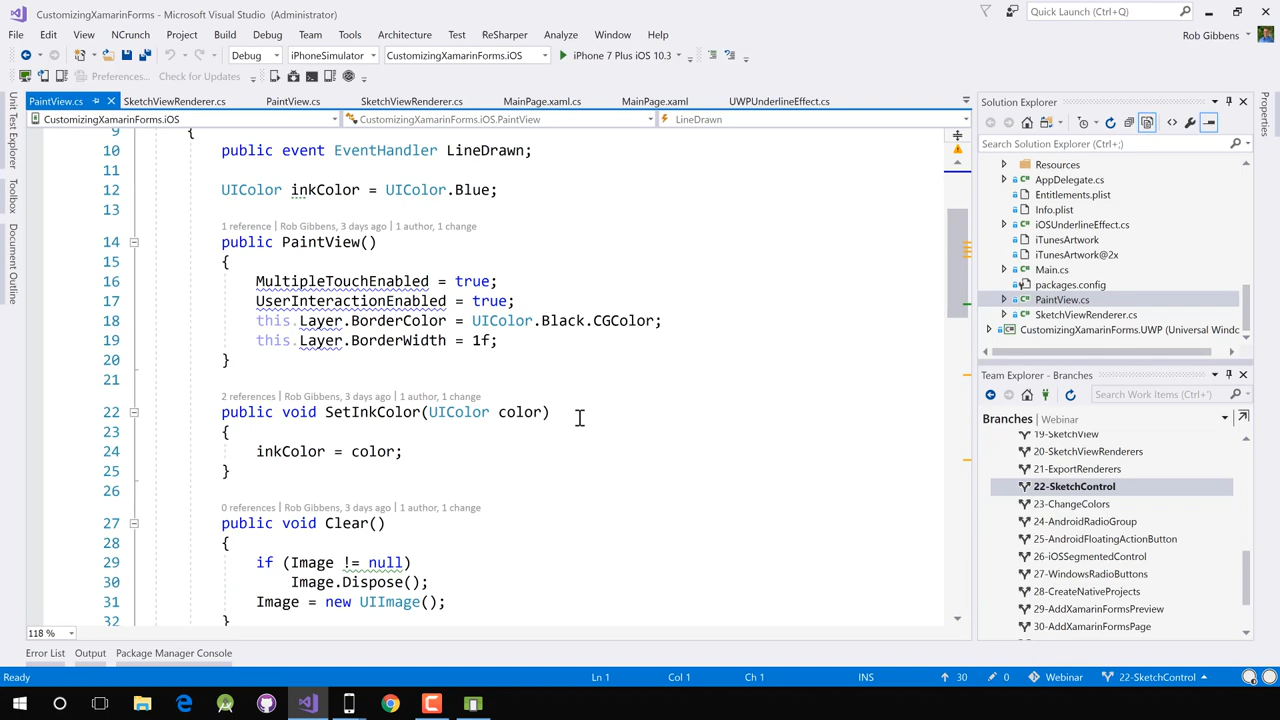 CustomizingXamarinForms - Microsoft Visual Studio (Administrator)
Quick Launch (Ctrl+Q)
File Edit View NCrunch Project Build Debug Team Tools Architecture Test ReSharper Analyze Window Help
Rob Gibbens
Debug iPhoneSimulator CustomizingXamarinForms.iOS iPhone 7 Plus iOS 10.3
Preferences... Check for Updates
Unit Test Explorer
Toolbox
Document Outline
PaintView.cs SketchViewRenderer.cs PaintView.cs SketchViewRenderer.cs MainPage.xaml.cs MainPage.xaml UWPUnderlineEffect.cs
CustomizingXamarinForms.iOS CustomizingXamarinForms.iOS.PaintView LineDrawn
9 {
10 public event EventHandler LineDrawn;
11
12 UIColor inkColor = UIColor.Blue;
13
1 reference | Rob Gibbens, 3 days ago | 1 author, 1 change
14 public PaintView()
15 {
16 MultipleTouchEnabled = true;
17 UserInteractionEnabled = true;
18 this.Layer.BorderColor = UIColor.Black.CGColor;
19 this.Layer.BorderWidth = 1f;
20 }
21
2 references | Rob Gibbens, 3 days ago | 1 author, 1 change
22 public void SetInkColor(UIColor color)
23 {
24 inkColor = color;
25 }
26
0 references | Rob Gibbens, 3 days ago | 1 author, 1 change
27 public void Clear()
28 {
29 if (Image != null)
30 Image.Dispose();
31 Image = new UIImage();
32 }
118 %
Solution Explorer
Search Solution Explorer (Ctrl+;)
Resources
AppDelegate.cs
Entitlements.plist
Info.plist
iOSUnderlineEffect.cs
iTunesArtwork
iTunesArtwork@2x
Main.cs
packages.config
PaintView.cs
SketchViewRenderer.cs
CustomizingXamarinForms.UWP (Universal Windo
Properties
Team Explorer - Branches
Search Work Items (Ctrl+')
Branches | Webinar
19-SketchView
20-SketchViewRenderers
21-ExportRenderers
22-SketchControl
23-ChangeColors
24-AndroidRadioGroup
25-AndroidFloatingActionButton
26-iOSSegmentedControl
27-WindowsRadioButtons
28-CreateNativeProjects
29-AddXamarinFormsPreview
30-AddXamarinFormsPage
Error List Output Package Manager Console
Ready Ln 1 Col 1 Ch 1 INS 30 0 Webinar 22-SketchControl